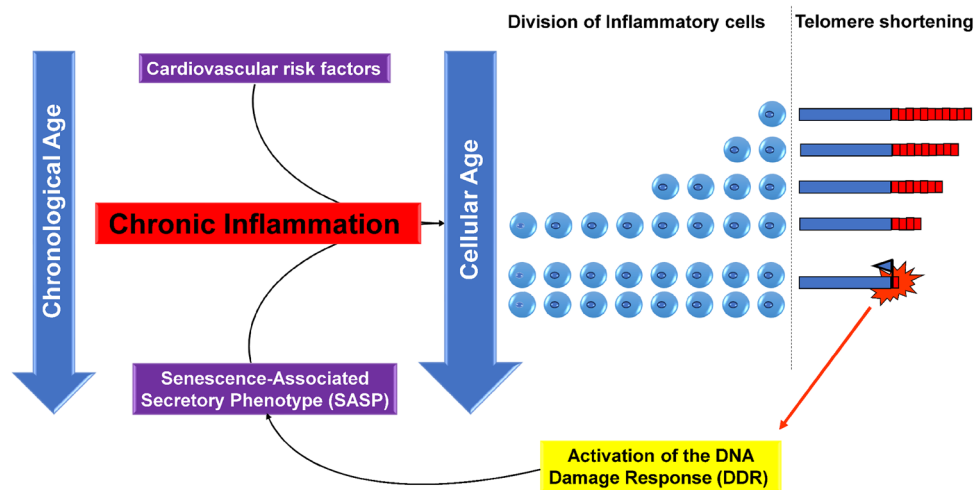 Division of Inflammatory cells
Telomere shortening
Cardiovascular risk factors
Chronological Age
Chronic Inflammation
Cellular Age
Senescence-Associated
Secretory Phenotype (SASP)
Activation of the DNA
Damage Response (DDR)